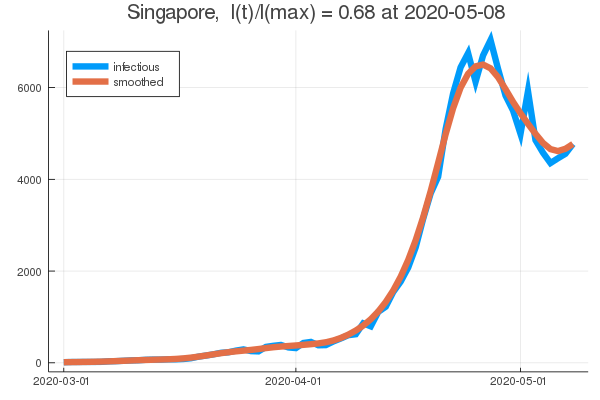 Singapore, I(t)/I(max) = 0.68 at 2020-05-08
infectious
smoothed
6000
4000
2000
0
2020-03-01 2020-04-01 2020-05-01